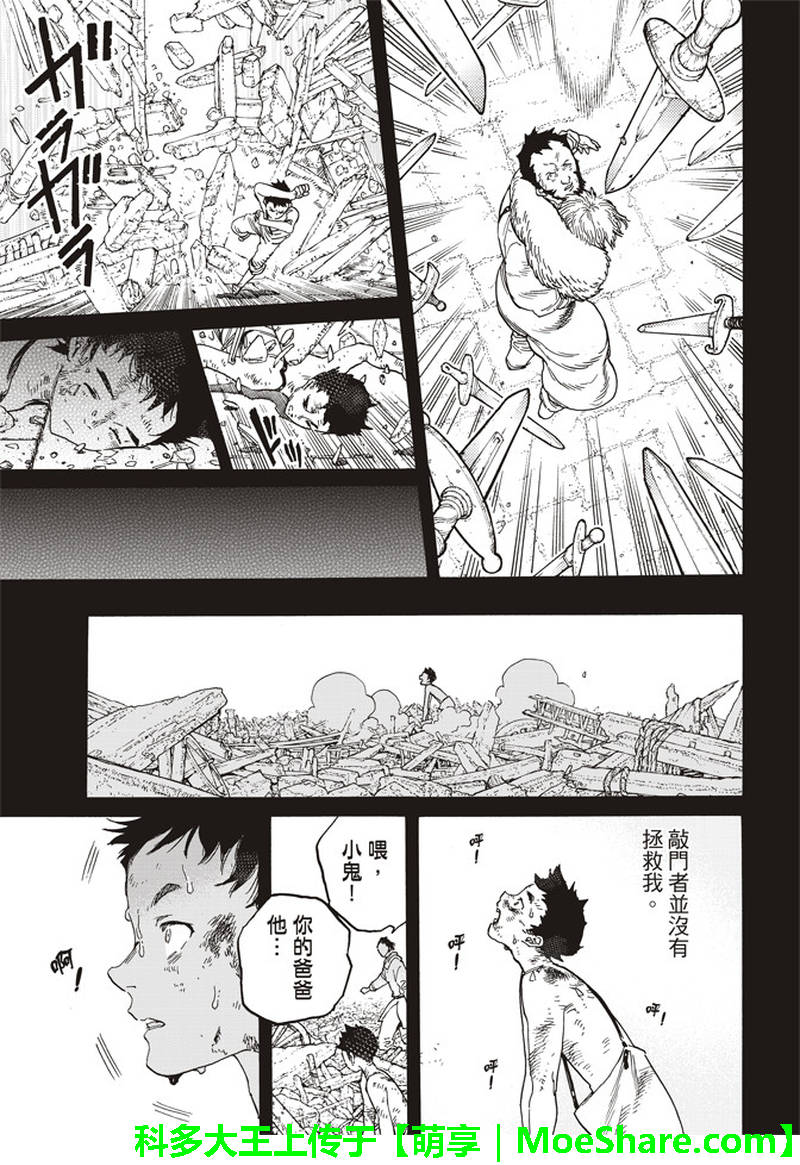 ガラガラ
ドドッ
敲門者並沒有
拯救我。
呼!
呼!
呼!
呼!
喂，
小鬼!
你的爸爸
他…
啊!
科多大王上传于【萌享 | MoeShare.com】